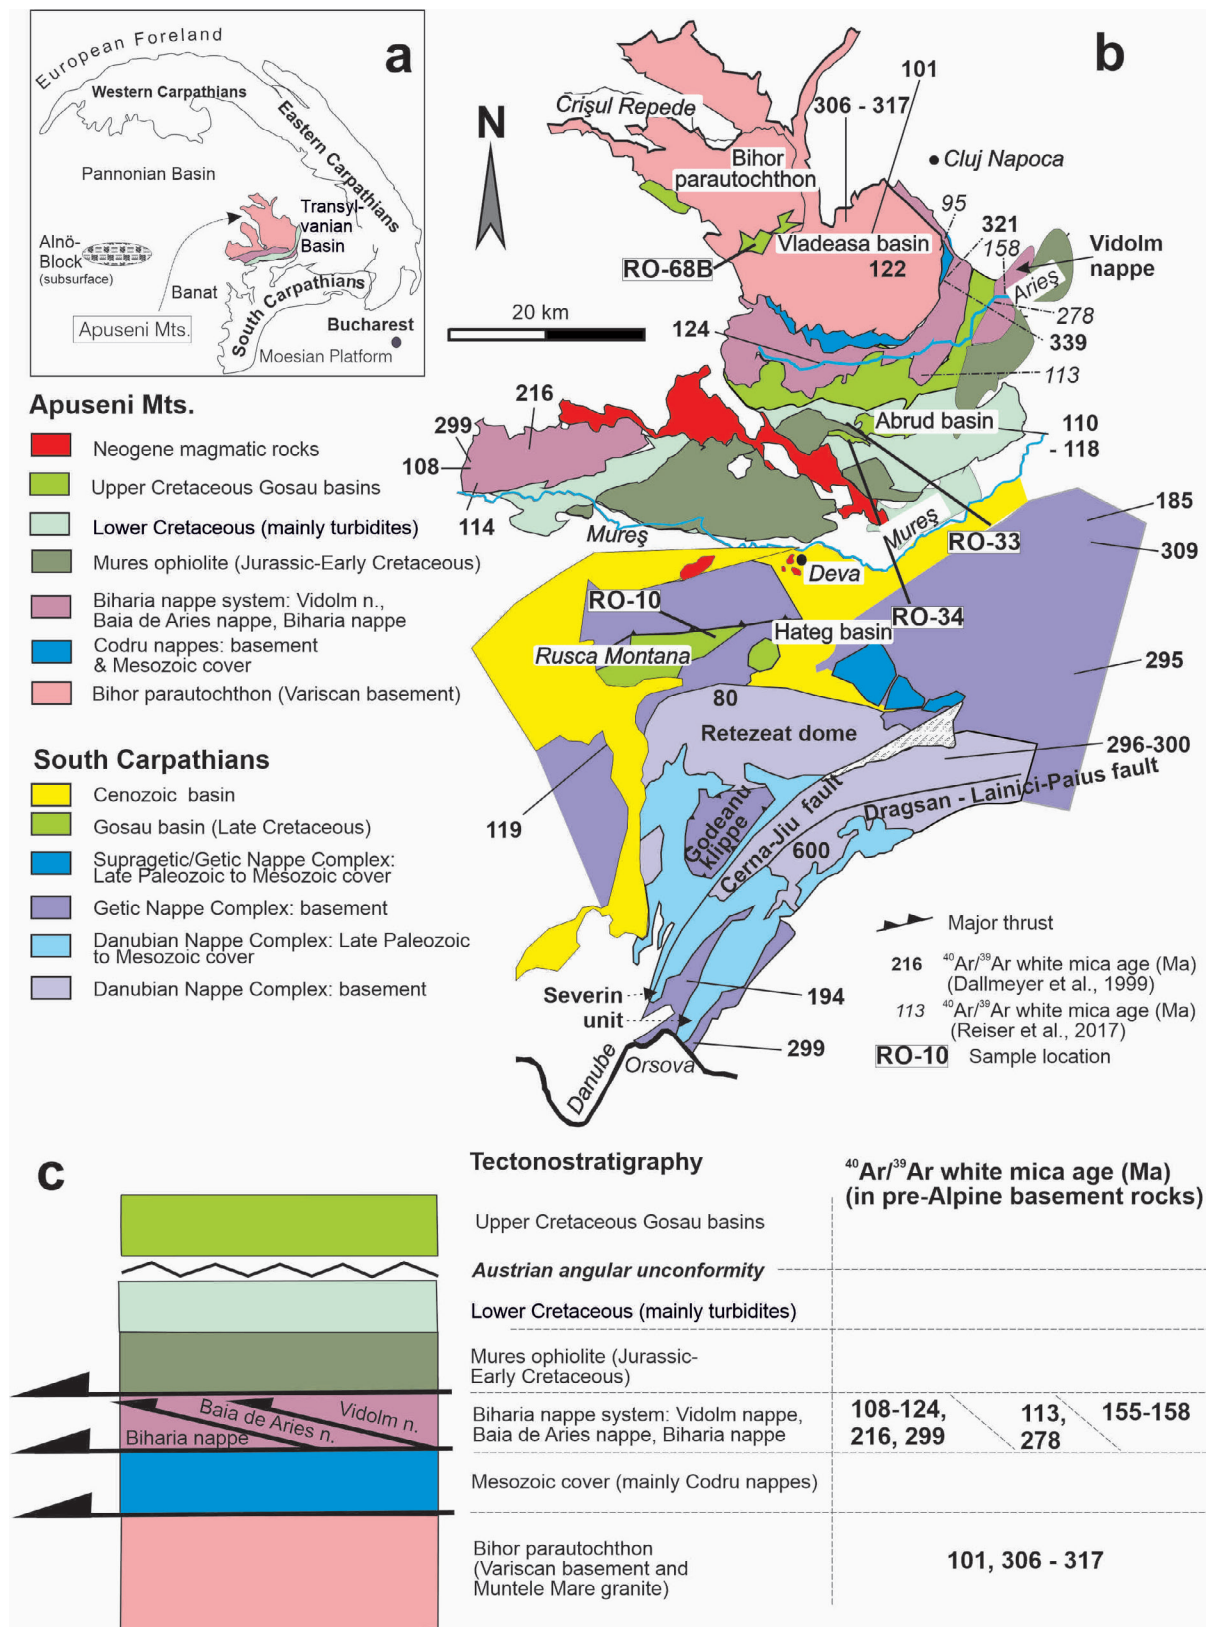 a
European Foreland
Western Carpathians
Eastern Carpathians
Pannonian Basin
Transyl-
vanian
Basin
Alnö-
Block
(subsurface)
Banat
South Carpathians
Apuseni Mts.
Bucharest
Moesian Platform
b
N
20 km
101
306 - 317
Crişul Repede
Bihor
parautochthon
Cluj Napoca
95
321
158
Vidolm
nappe
Vladeasa basin
RO-68B
122
Arieş
278
339
124
113
216
299
108
114
Abrud basin
110
- 118
Mureş
Mureş
RO-33
185
309
Deva
RO-10
RO-34
Hateg basin
Rusca Montana
295
80
Retezeat dome
296-300
119
Godeanu
klippe
Cerna-Jiu fault
Dragsan - Lainici-Paius fault
600
Severin
unit
194
299
Danube
Orsova
Major thrust
216 40Ar/39Ar white mica age (Ma)
(Dallmeyer et al., 1999)
113 40Ar/39Ar white mica age (Ma)
(Reiser et al., 2017)
RO-10 Sample location
Apuseni Mts.
Neogene magmatic rocks
Upper Cretaceous Gosau basins
Lower Cretaceous (mainly turbidites)
Mures ophiolite (Jurassic-Early Cretaceous)
Biharia nappe system: Vidolm n.,
Baia de Aries nappe, Biharia nappe
Codru nappes: basement
& Mesozoic cover
Bihor parautochthon (Variscan basement)
South Carpathians
Cenozoic basin
Gosau basin (Late Cretaceous)
Supragetic/Getic Nappe Complex:
Late Paleozoic to Mesozoic cover
Getic Nappe Complex: basement
Danubian Nappe Complex: Late Paleozoic
to Mesozoic cover
Danubian Nappe Complex: basement
c
Tectonostratigraphy
40Ar/39Ar white mica age (Ma)
(in pre-Alpine basement rocks)
Upper Cretaceous Gosau basins
Austrian angular unconformity
Lower Cretaceous (mainly turbidites)
Mures ophiolite (Jurassic-
Early Cretaceous)
Baia de Aries n.
Vidolm n.
Biharia nappe
Biharia nappe system: Vidolm nappe,
Baia de Aries nappe, Biharia nappe
108-124,
216, 299
113,
278
155-158
Mesozoic cover (mainly Codru nappes)
Bihor parautochthon
(Variscan basement and
Muntele Mare granite)
101, 306 - 317